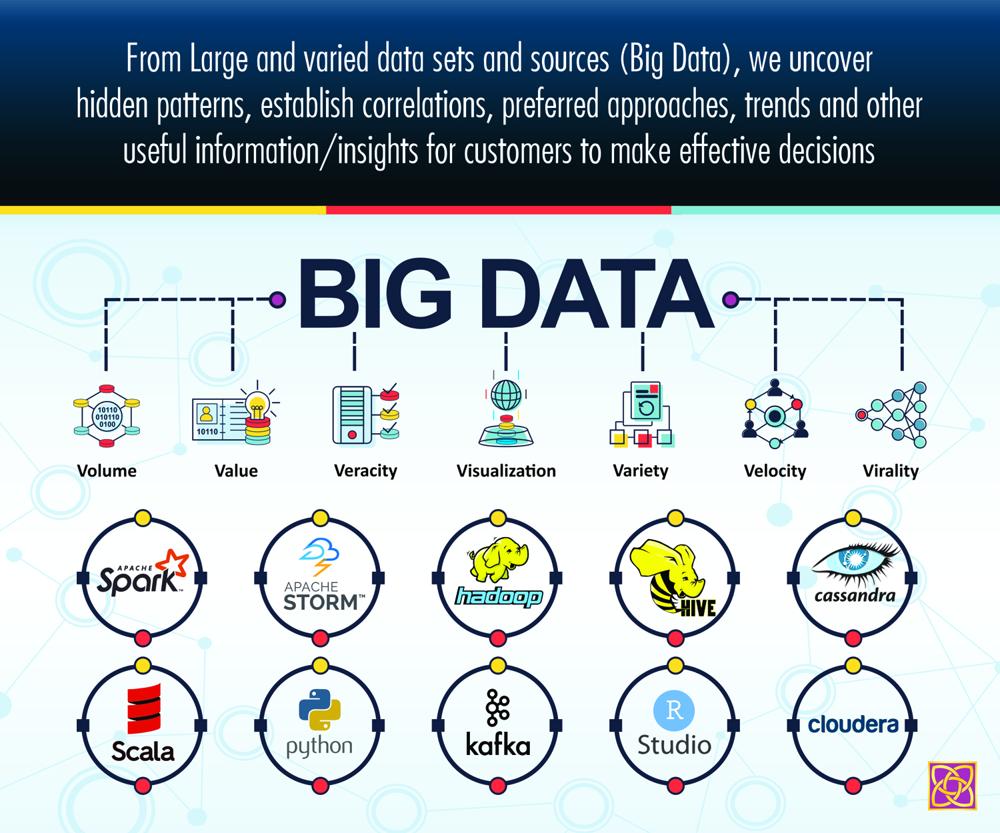 From Large and varied data sets and sources (Big Data), we uncover
hidden patterns, establish correlations, preferred approaches, trends and other
useful information/insights for customers to make effective decisions
BIG DATA
10110
010110
0100
10110
Volume
Value
Veracity
Visualization
Variety
Velocity
Virality
APACHE
Spark™
APACHE
STORM™
hadoop
HIVE
cassandra
Scala
python
kafka
R
Studio
cloudera